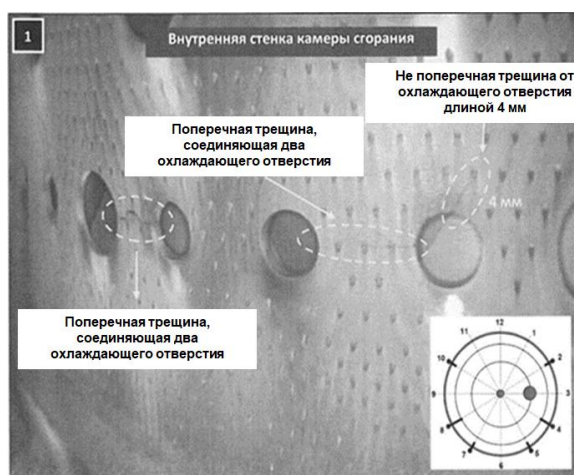 1
Внутренняя стенка камеры сгорания
Не поперечная трещина от
охлаждающего отверстия
длиной 4 мм
Поперечная трещина,
соединяющая два
охлаждающего отверстия
4 мм
Поперечная трещина,
соединяющая два
охлаждающего отверстия
12
11
1
10
2
9
3
8
4
7
5
6